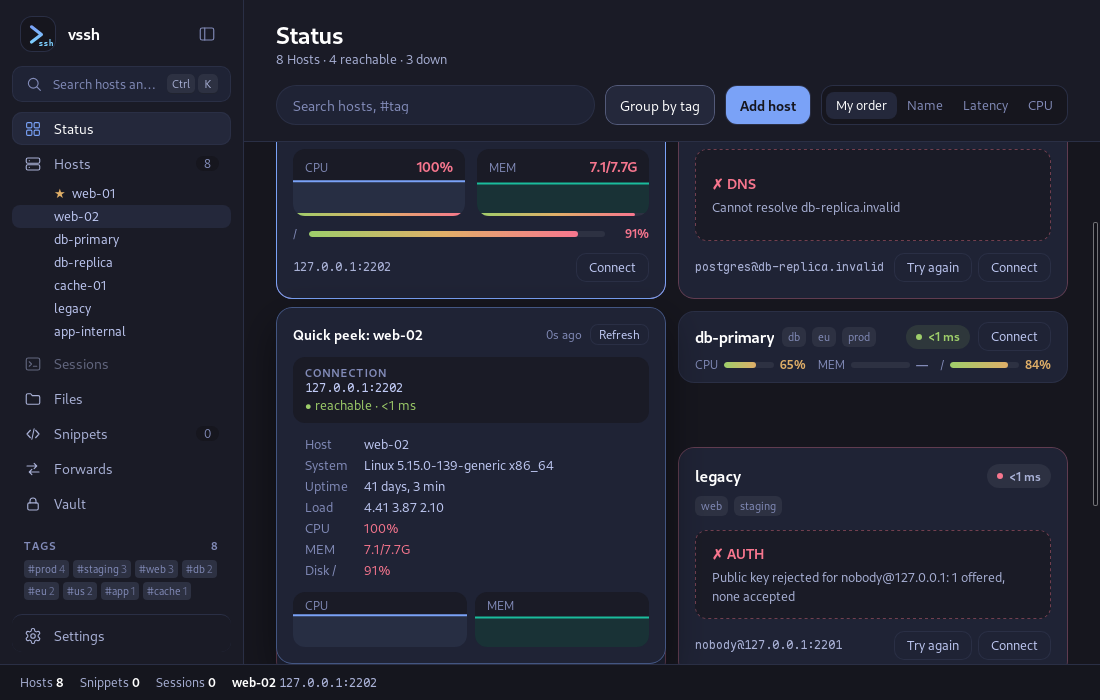 ssh
vssh
Search hosts an... Ctrl K
Status
Hosts 8
★ web-01
web-02
db-primary
db-replica
cache-01
legacy
app-internal
Sessions
Files
Snippets 0
Forwards
Vault
TAGS 8
#prod 4 #staging 3 #web 3 #db 2
#eu 2 #us 2 #app 1 #cache 1
Settings
Status
8 Hosts · 4 reachable · 3 down
Search hosts, #tag
Group by tag
Add host
My order Name Latency CPU
CPU 100% MEM 7.1/7.7G
/ 91%
127.0.0.1:2202 Connect
✗ DNS
Cannot resolve db-replica.invalid
postgres@db-replica.invalid Try again Connect
Quick peek: web-02 0s ago Refresh
CONNECTION
127.0.0.1:2202
● reachable · <1 ms
Host web-02
System Linux 5.15.0-139-generic x86_64
Uptime 41 days, 3 min
Load 4.41 3.87 2.10
CPU 100%
MEM 7.1/7.7G
Disk / 91%
CPU MEM
db-primary db eu prod ● <1 ms Connect
CPU 65% MEM — / 84%
legacy ● <1 ms
web staging
✗ AUTH
Public key rejected for nobody@127.0.0.1: 1 offered,
none accepted
nobody@127.0.0.1:2201 Try again Connect
Hosts 8 Snippets 0 Sessions 0 web-02 127.0.0.1:2202